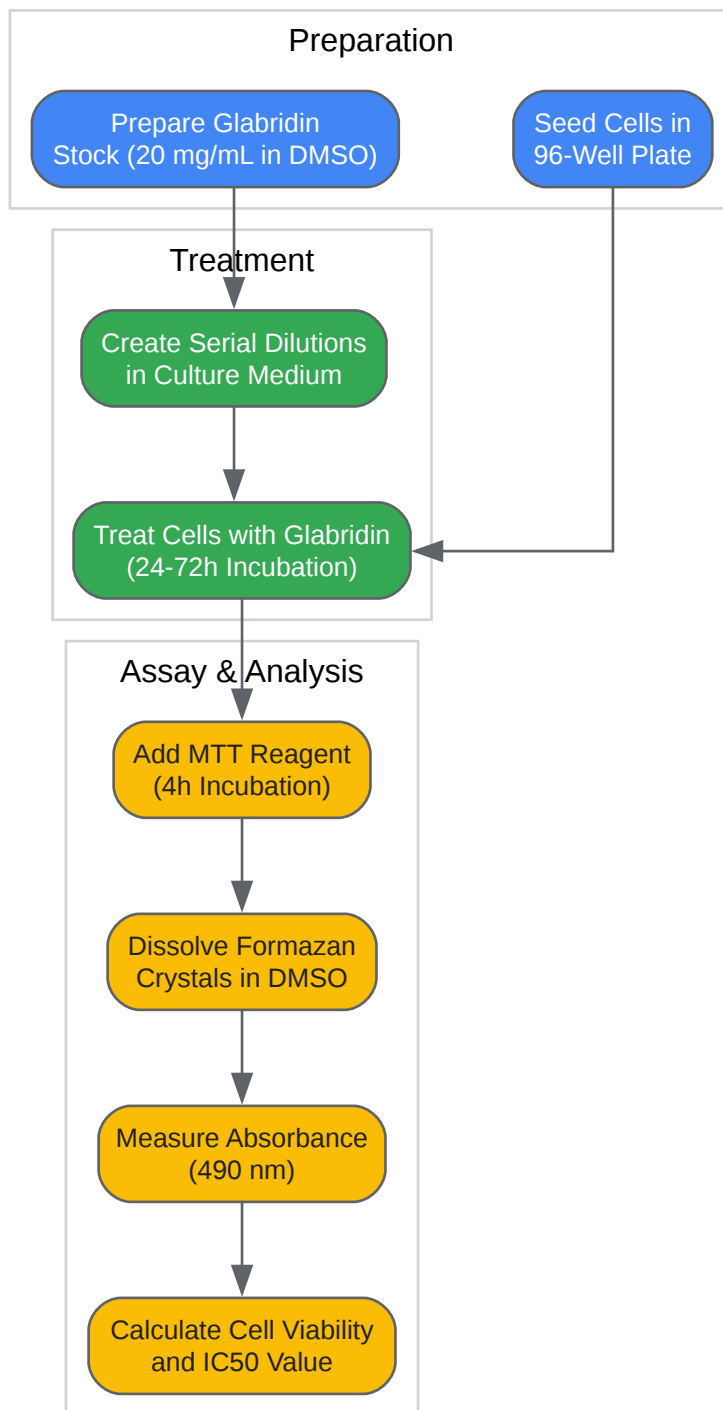 Preparation
Prepare Glabridin
Stock (20 mg/mL in DMSO)
Seed Cells in
96-Well Plate
Treatment
Create Serial Dilutions
in Culture Medium
Treat Cells with Glabridin
(24-72h Incubation)
Assay & Analysis
Add MTT Reagent
(4h Incubation)
Dissolve Formazan
Crystals in DMSO
Measure Absorbance
(490 nm)
Calculate Cell Viability
and IC50 Value